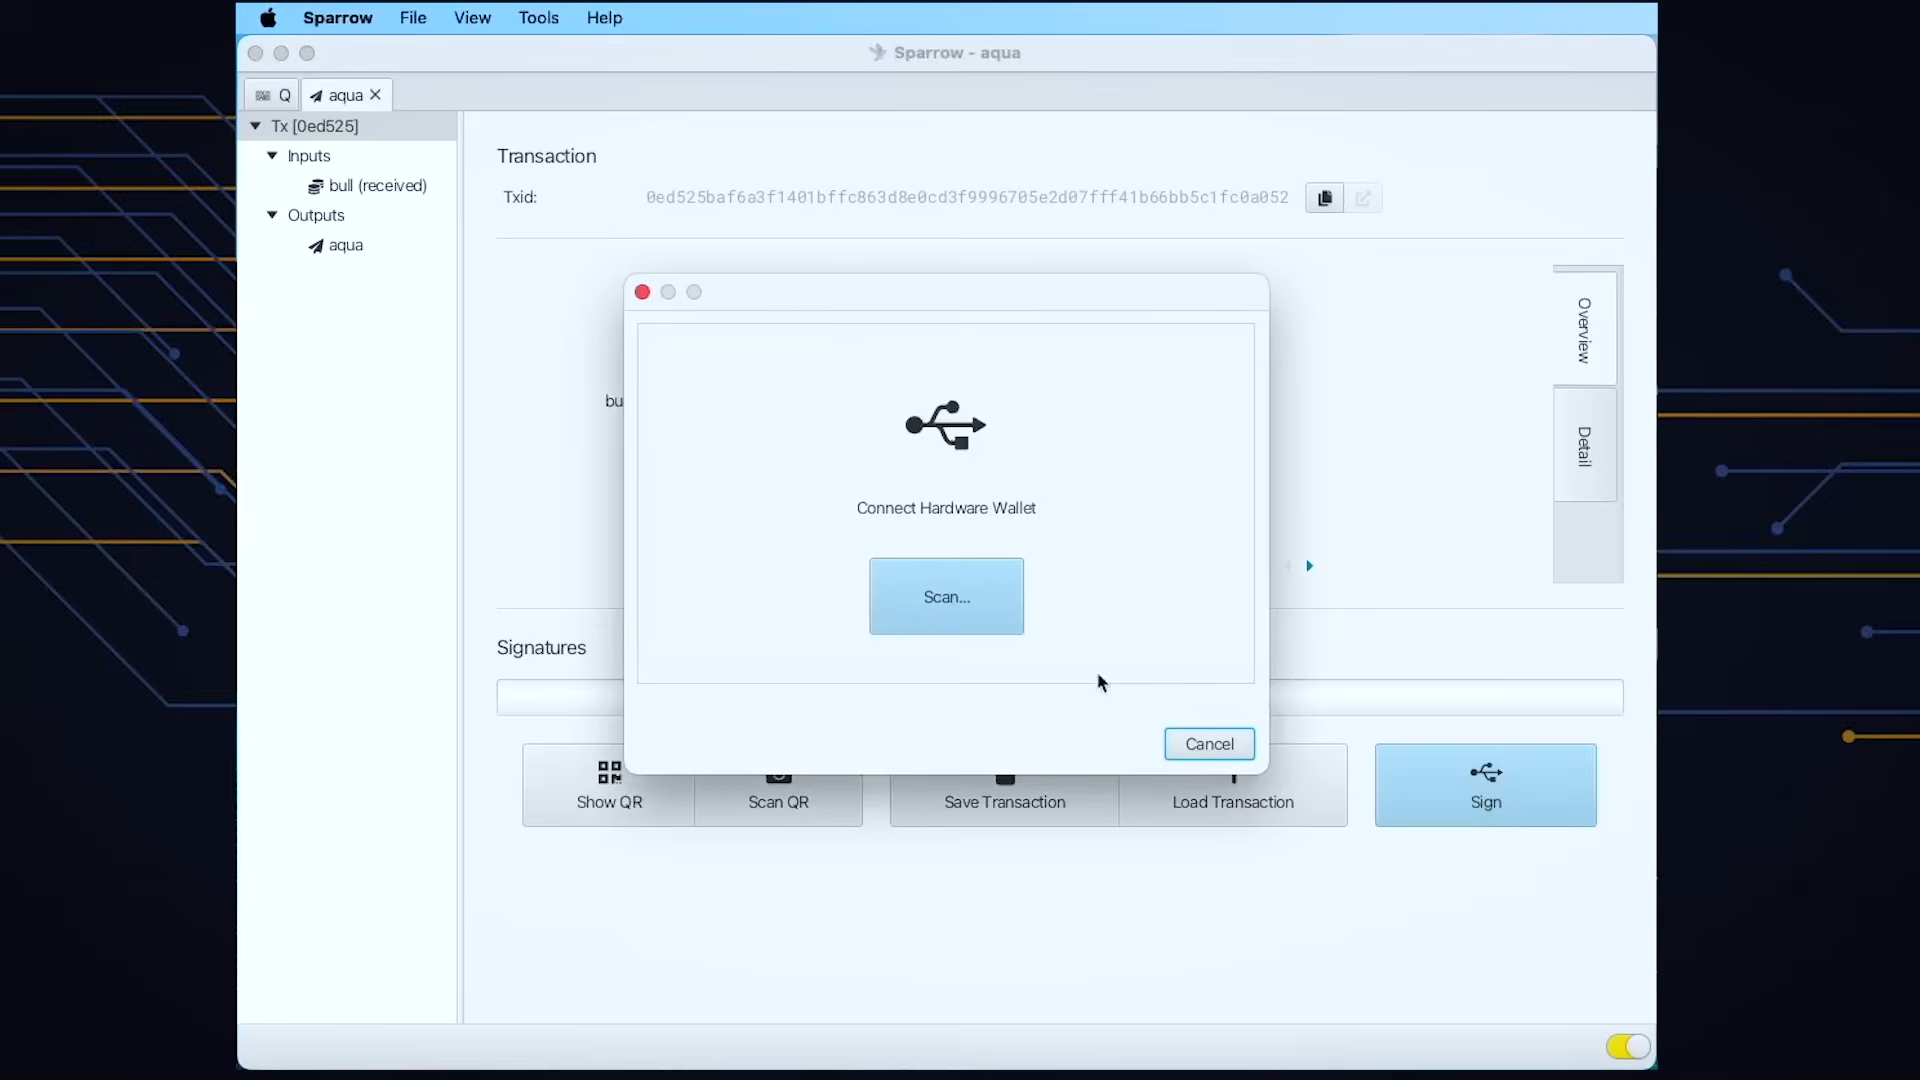 Sparrow File View Tools Help
Sparrow - aqua
Q aqua
Tx [0ed525]
Inputs
bull (received)
Outputs
aqua
Transaction
Txid: 0ed525baf6a3f1401bffc863d8e0cd3f9996705e2d07fff41b66bb5c1fc0a052
bu
Overview
Detail
Connect Hardware Wallet
Scan...
Cancel
Signatures
Show QR Scan QR Save Transaction Load Transaction Sign